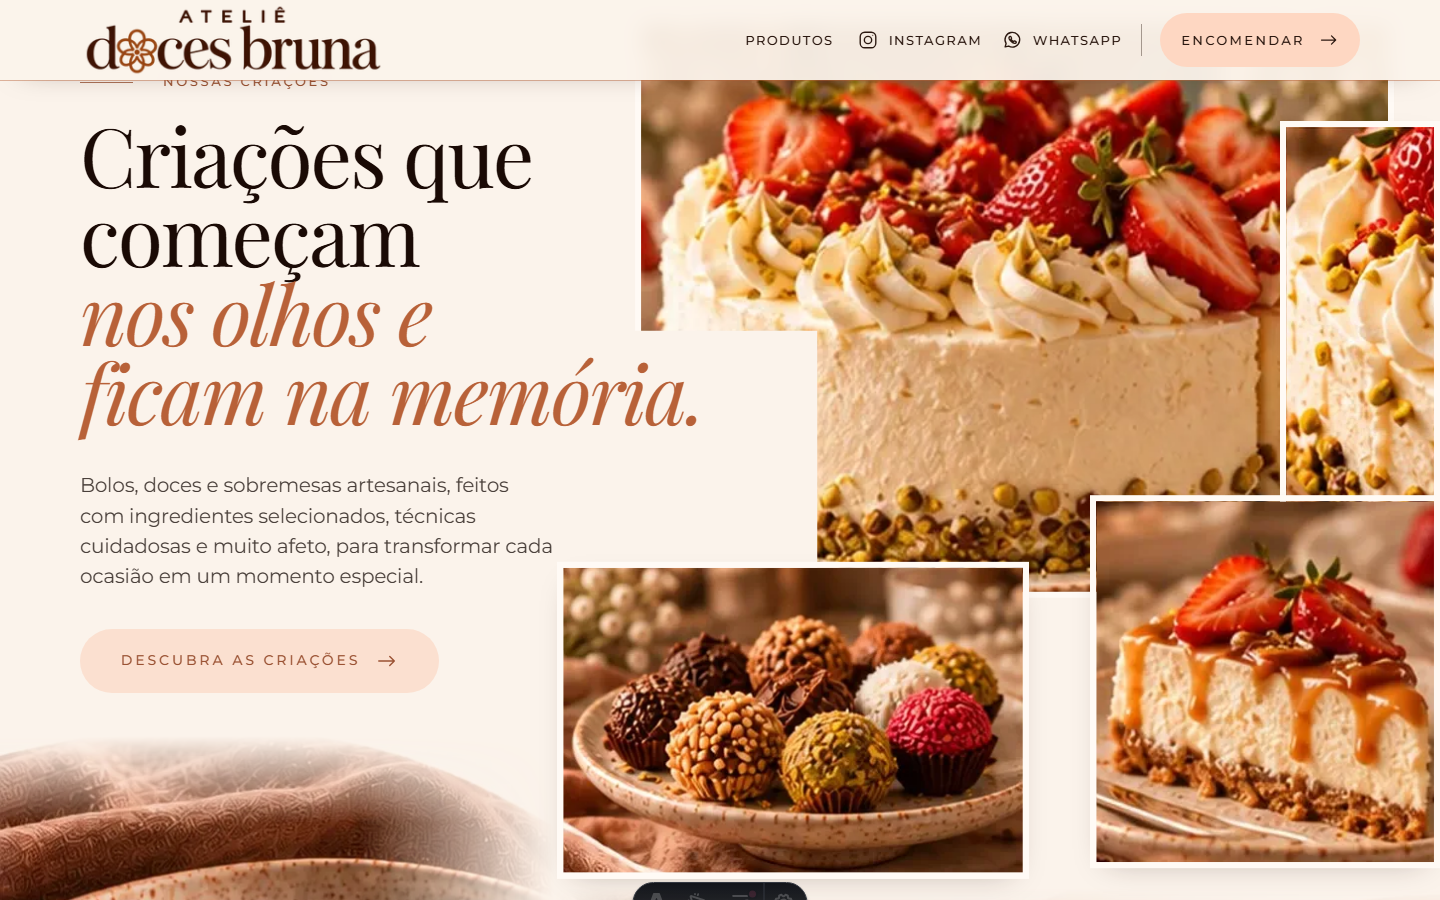 ATELIÊ
doces bruna
PRODUTOS
INSTAGRAM
WHATSAPP
ENCOMENDAR
NOSSAS CRIAÇÕES
Criações que
começam
nos olhos e
ficam na memória.
Bolos, doces e sobremesas artesanais, feitos
com ingredientes selecionados, técnicas
cuidadosas e muito afeto, para transformar cada
ocasião em um momento especial.
DESCUBRA AS CRIAÇÕES